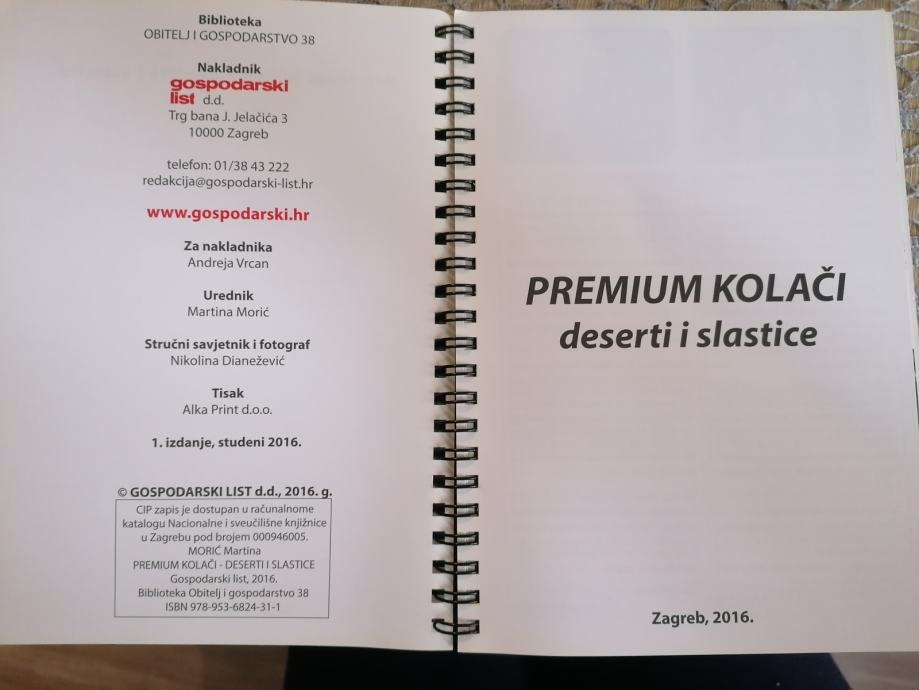 Biblioteka
OBITELJ I GOSPODARSTVO 38
Nakladnik
gospodarski
list d.d.
Trg bana J. Jelačića 3
10000 Zagreb
telefon: 01/38 43 222
redakcija@gospodarski-list.hr
www.gospodarski.hr
Za nakladnika
Andreja Vrcan
Urednik
Martina Morić
Stručni savjetnik i fotograf
Nikolina Dianežević
Tisak
Alka Print d.o.o.
1. izdanje, studeni 2016.
© GOSPODARSKI LIST d.d., 2016. g.
CIP zapis je dostupan u računalnome
katalogu Nacionalne i sveučilišne knjižnice
u Zagrebu pod brojem 000946005.
MORIĆ Martina
PREMIUM KOLAČI - DESERTI I SLASTICE
Gospodarski list, 2016.
Biblioteka Obitelj i gospodarstvo 38
ISBN 978-953-6824-31-1
PREMIUM KOLAČI
deserti i slastice
Zagreb, 2016.